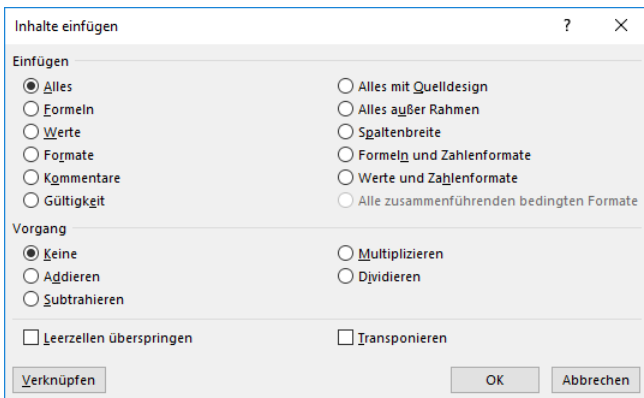 Inhalte einfügen ?
Einfügen
Alles Alles mit Quelldesign
Formeln Alles außer Rahmen
Werte Spaltenbreite
Formate Formeln und Zahlenformate
Kommentare Werte und Zahlenformate
Gültigkeit Alle zusammenführenden bedingten Formate
Vorgang
Keine Multiplizieren
Addieren Dividieren
Subtrahieren
Leerzellen überspringen Transponieren
Verknüpfen OK Abbrechen